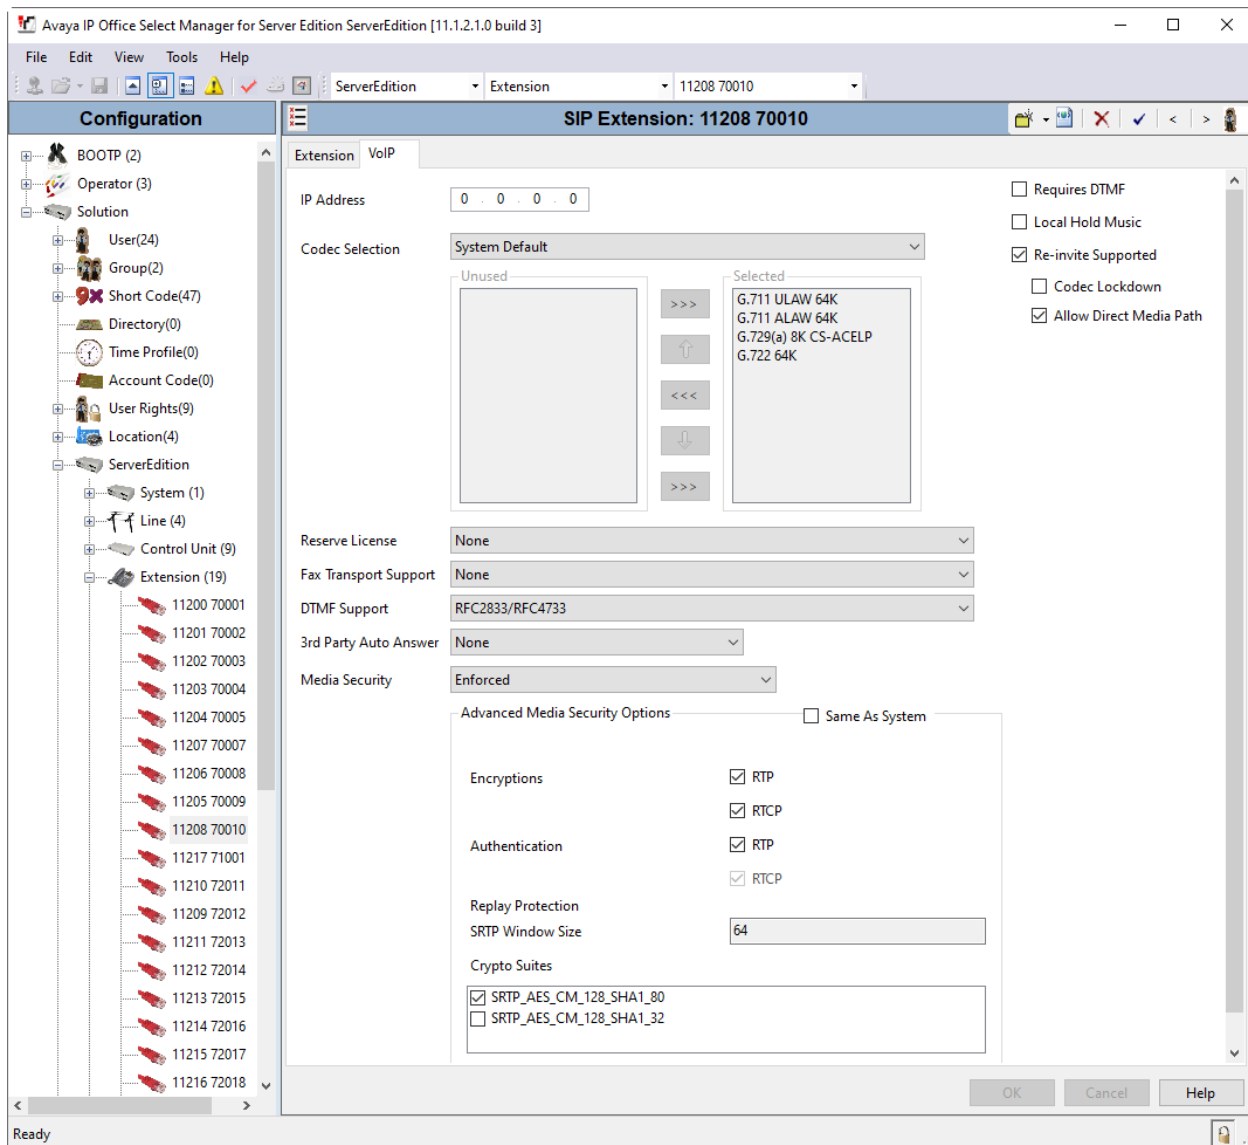 Avaya IP Office Select Manager for Server Edition ServerEdition [11.1.2.1.0 build 3]
File Edit View Tools Help
ServerEdition Extension 11208 70010
Configuration
BOOTP (2)
Operator (3)
Solution
User(24)
Group(2)
Short Code(47)
Directory(0)
Time Profile(0)
Account Code(0)
User Rights(9)
Location(4)
ServerEdition
System (1)
Line (4)
Control Unit (9)
Extension (19)
11200 70001
11201 70002
11202 70003
11203 70004
11204 70005
11207 70007
11206 70008
11205 70009
11208 70010
11217 71001
11210 72011
11209 72012
11211 72013
11212 72014
11213 72015
11214 72016
11215 72017
11216 72018
SIP Extension: 11208 70010
Extension VoIP
IP Address 0 . 0 . 0 . 0
Codec Selection System Default
Unused
>>>
<<<
>>>
Selected
G.711 ULAW 64K
G.711 ALAW 64K
G.729(a) 8K CS-ACELP
G.722 64K
Requires DTMF
Local Hold Music
Re-invite Supported
Codec Lockdown
Allow Direct Media Path
Reserve License None
Fax Transport Support None
DTMF Support RFC2833/RFC4733
3rd Party Auto Answer None
Media Security Enforced
Advanced Media Security Options Same As System
Encryptions RTP
RTCP
Authentication RTP
RTCP
Replay Protection
SRTP Window Size 64
Crypto Suites
SRTP_AES_CM_128_SHA1_80
SRTP_AES_CM_128_SHA1_32
OK Cancel Help
Ready